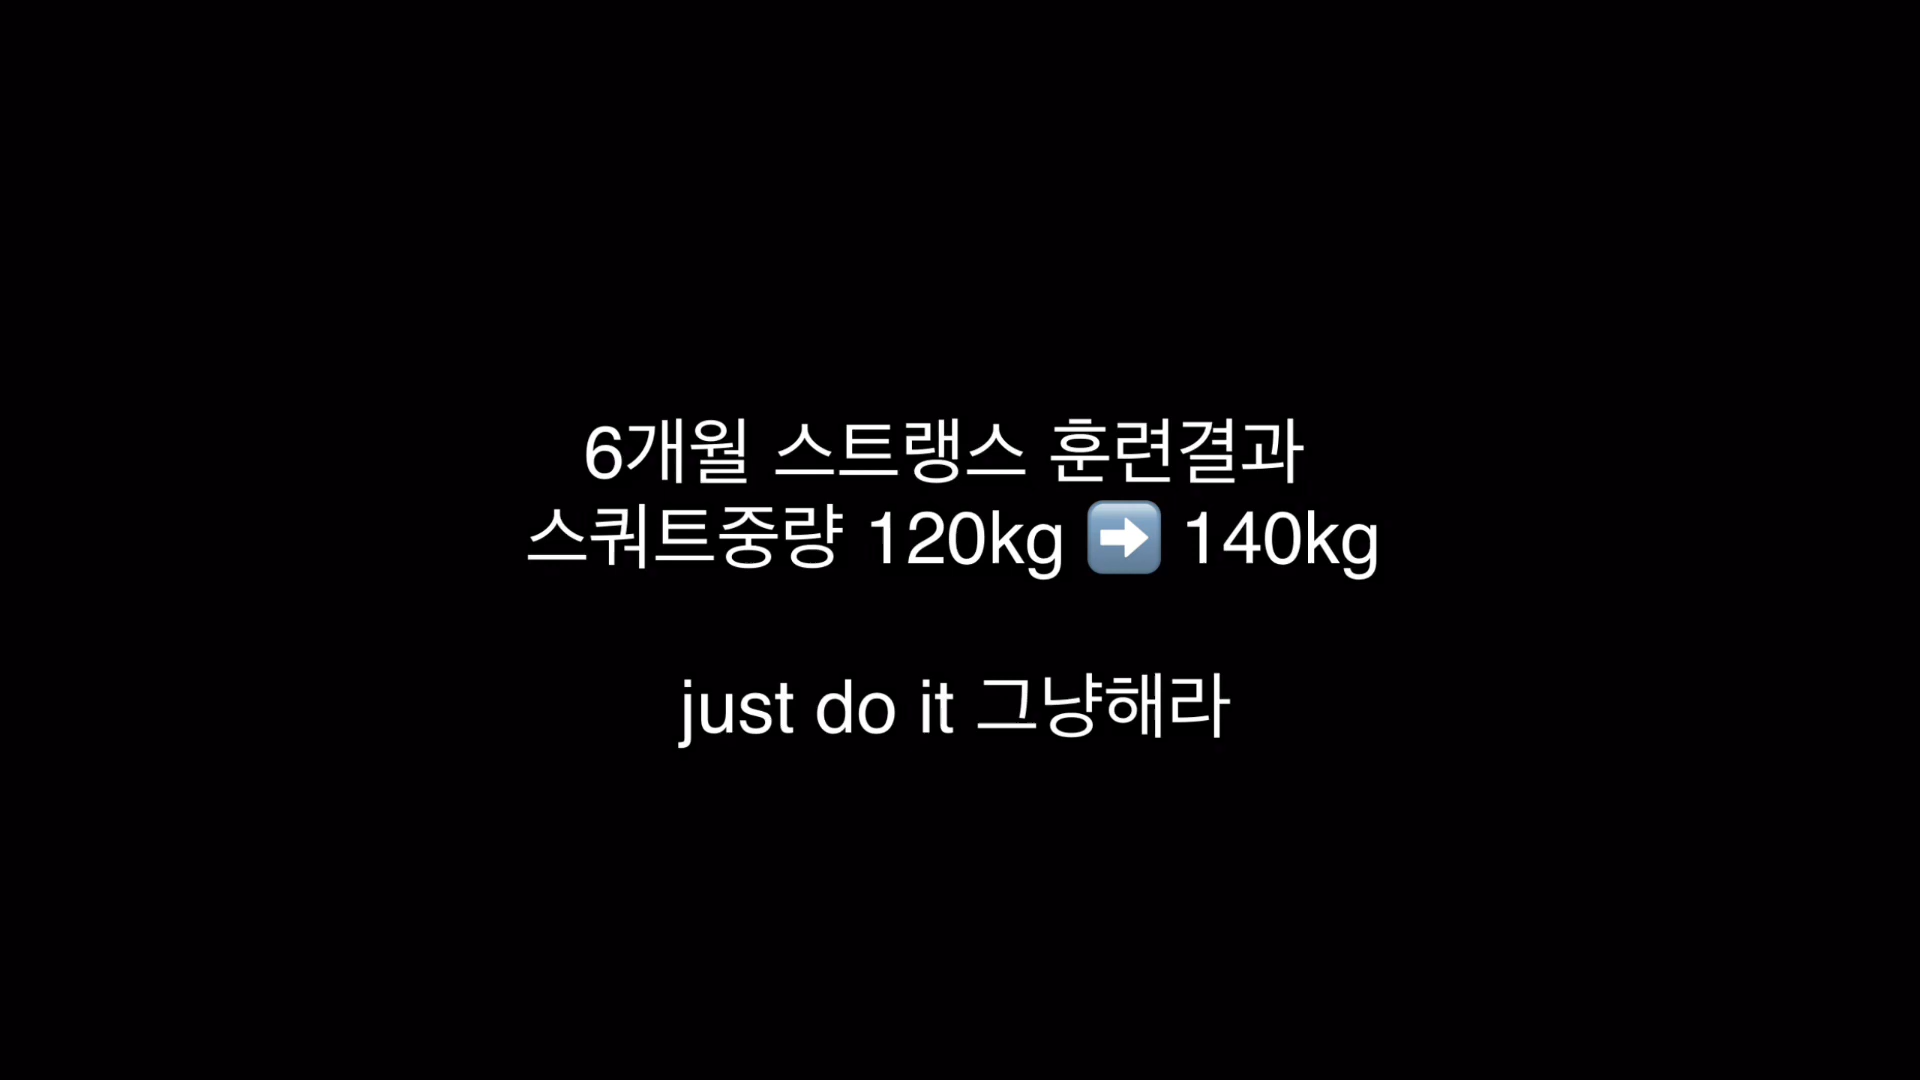 6개월 스트랭스 훈련결과
스쿼트중량 120kg ➡️ 140kg
just do it 그냥해라